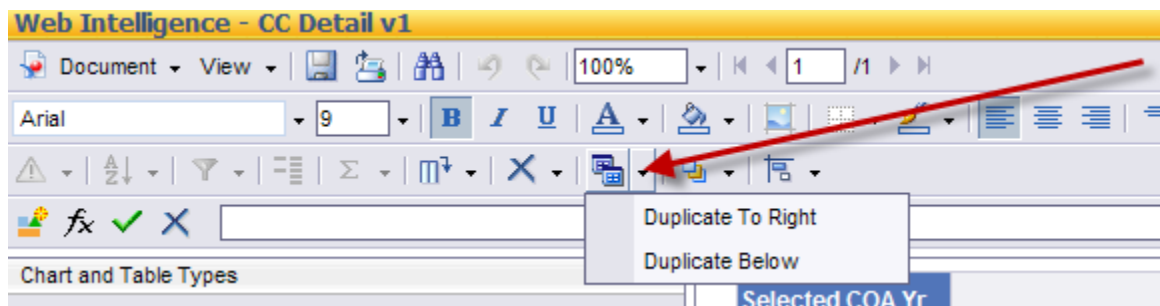 Web Intelligence - CC Detail v1
Document View 100% 1 /1
Arial 9 B I U A
A Z Σ
fx
Duplicate To Right
Duplicate Below
Chart and Table Types
Selected COA Yr